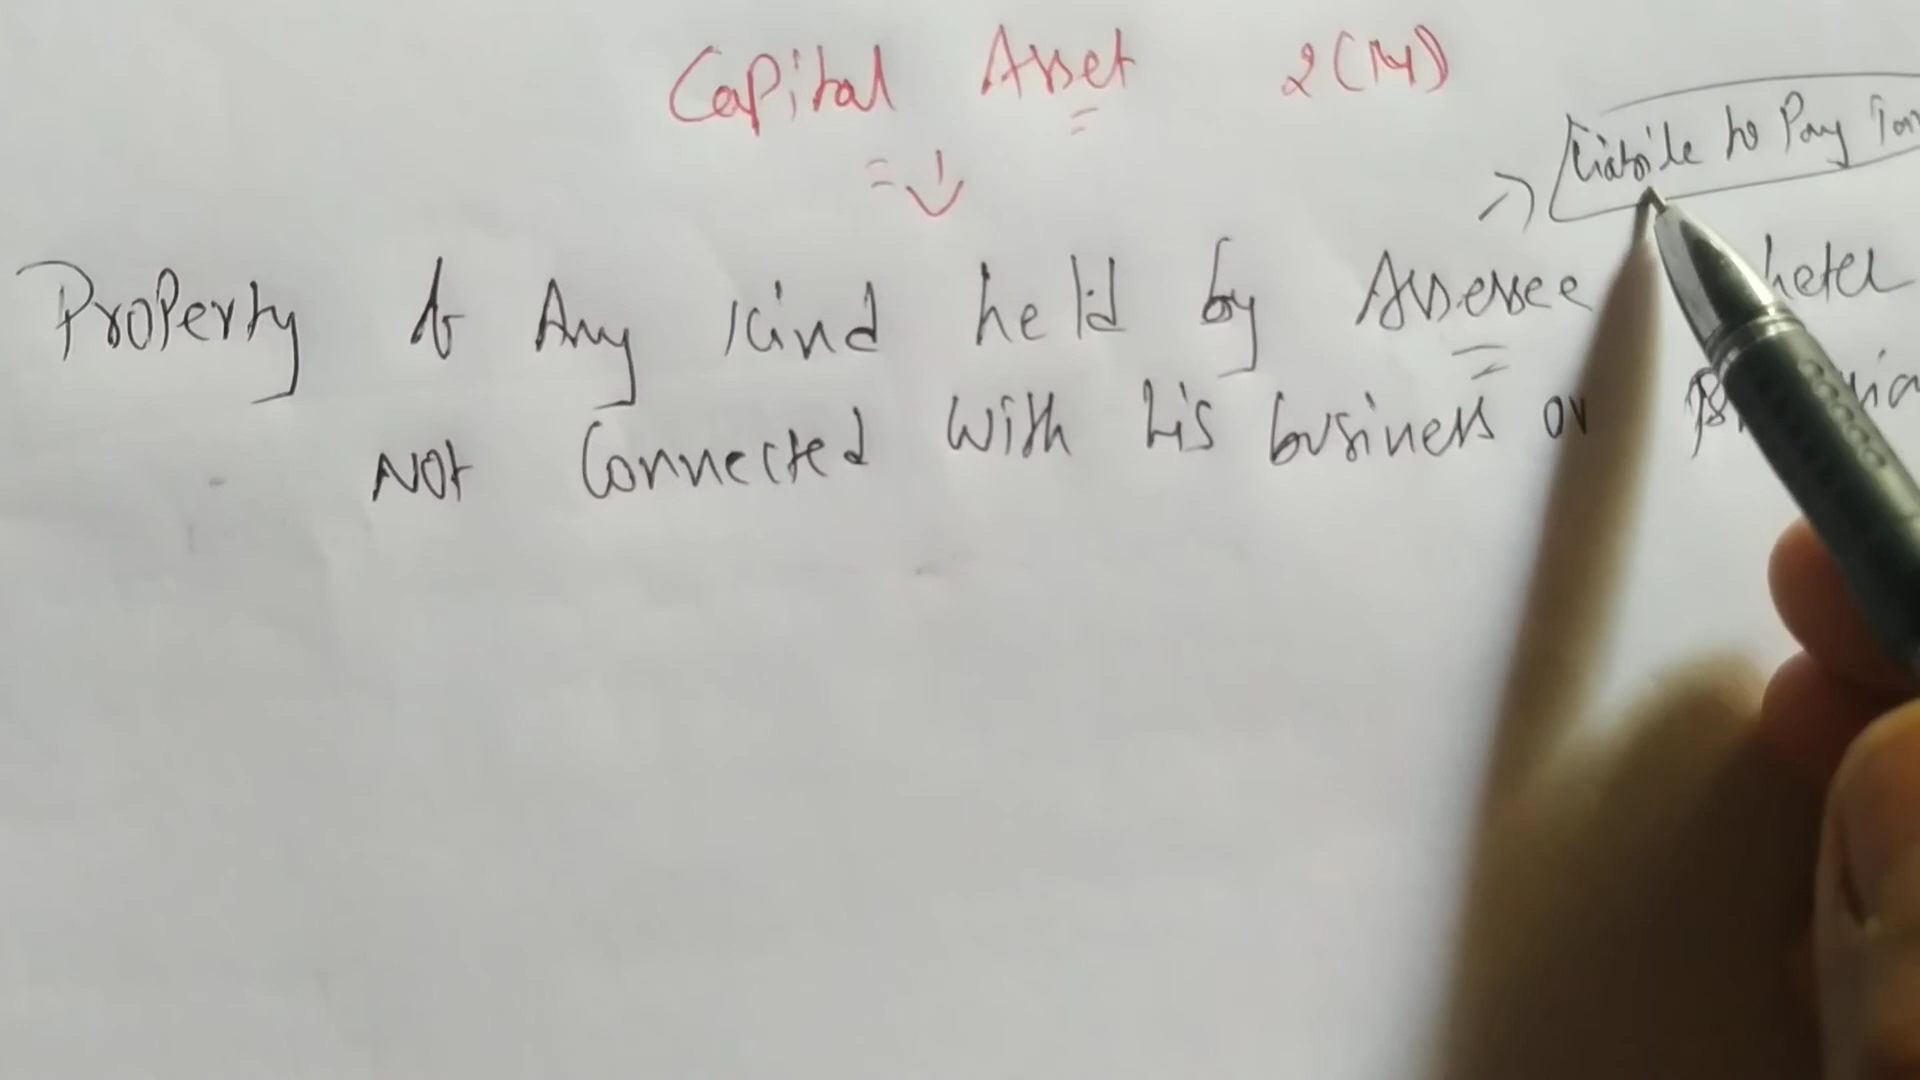 Capital Asset 2(14)
Liable to Pay Tax
Property of Any kind held by Assessee
Not Connected with his business or